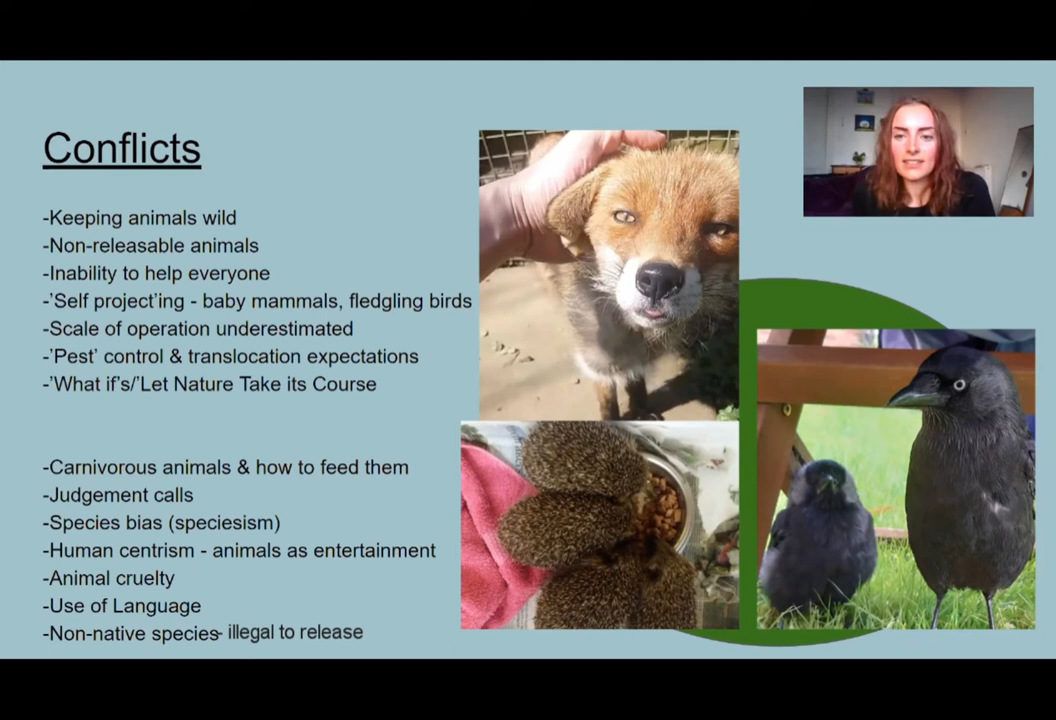 Conflicts
-Keeping animals wild
-Non-releasable animals
-Inability to help everyone
-'Self project'ing - baby mammals, fledgling birds
-Scale of operation underestimated
-'Pest' control & translocation expectations
-'What if's/'Let Nature Take its Course
-Carnivorous animals & how to feed them
-Judgement calls
-Species bias (speciesism)
-Human centrism - animals as entertainment
-Animal cruelty
-Use of Language
-Non-native species- illegal to release